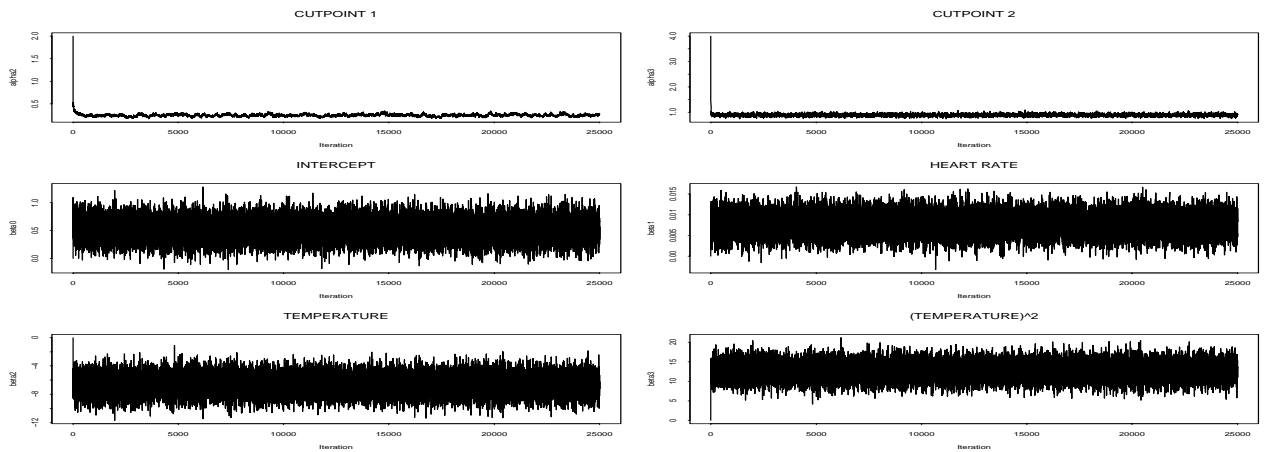 CUTPOINT 1
alpha2
2.0
1.5
1.0
0.5
0 5000 10000 15000 20000 25000
Iteration
CUTPOINT 2
alpha3
4.0
3.0
2.0
1.0
0 5000 10000 15000 20000 25000
Iteration
INTERCEPT
beta0
1.0
0.5
0.0
0 5000 10000 15000 20000 25000
Iteration
HEART RATE
beta1
0.015
0.01
0.005
0.00
0 5000 10000 15000 20000 25000
Iteration
TEMPERATURE
beta2
0
-4
-8
-12
0 5000 10000 15000 20000 25000
Iteration
(TEMPERATURE)^2
beta3
20
15
10
5
0
0 5000 10000 15000 20000 25000
Iteration